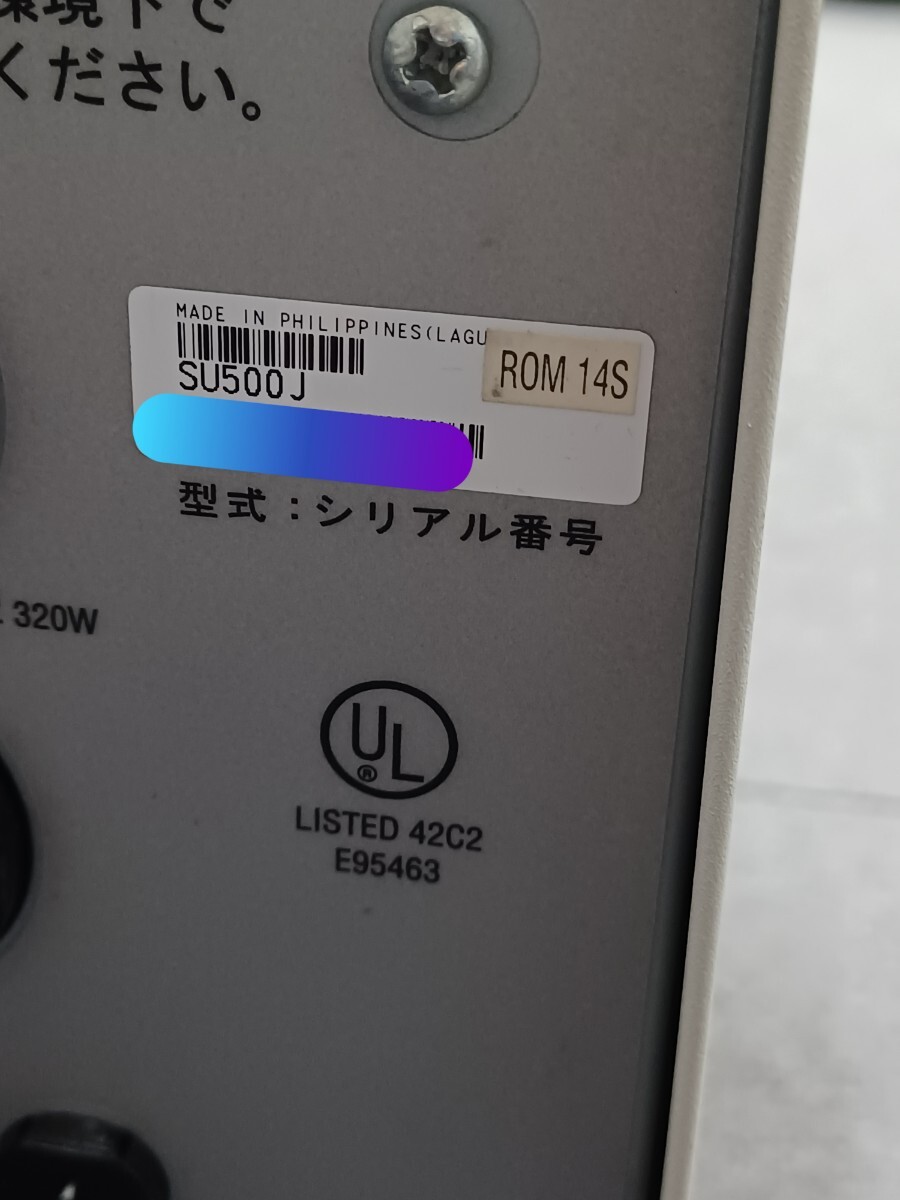 環境下で
ください。
MADE IN PHILIPPINES(LAGU
ROM 14S
SU500J
型式：シリアル番号
320W
UL
®
LISTED 42C2
E95463